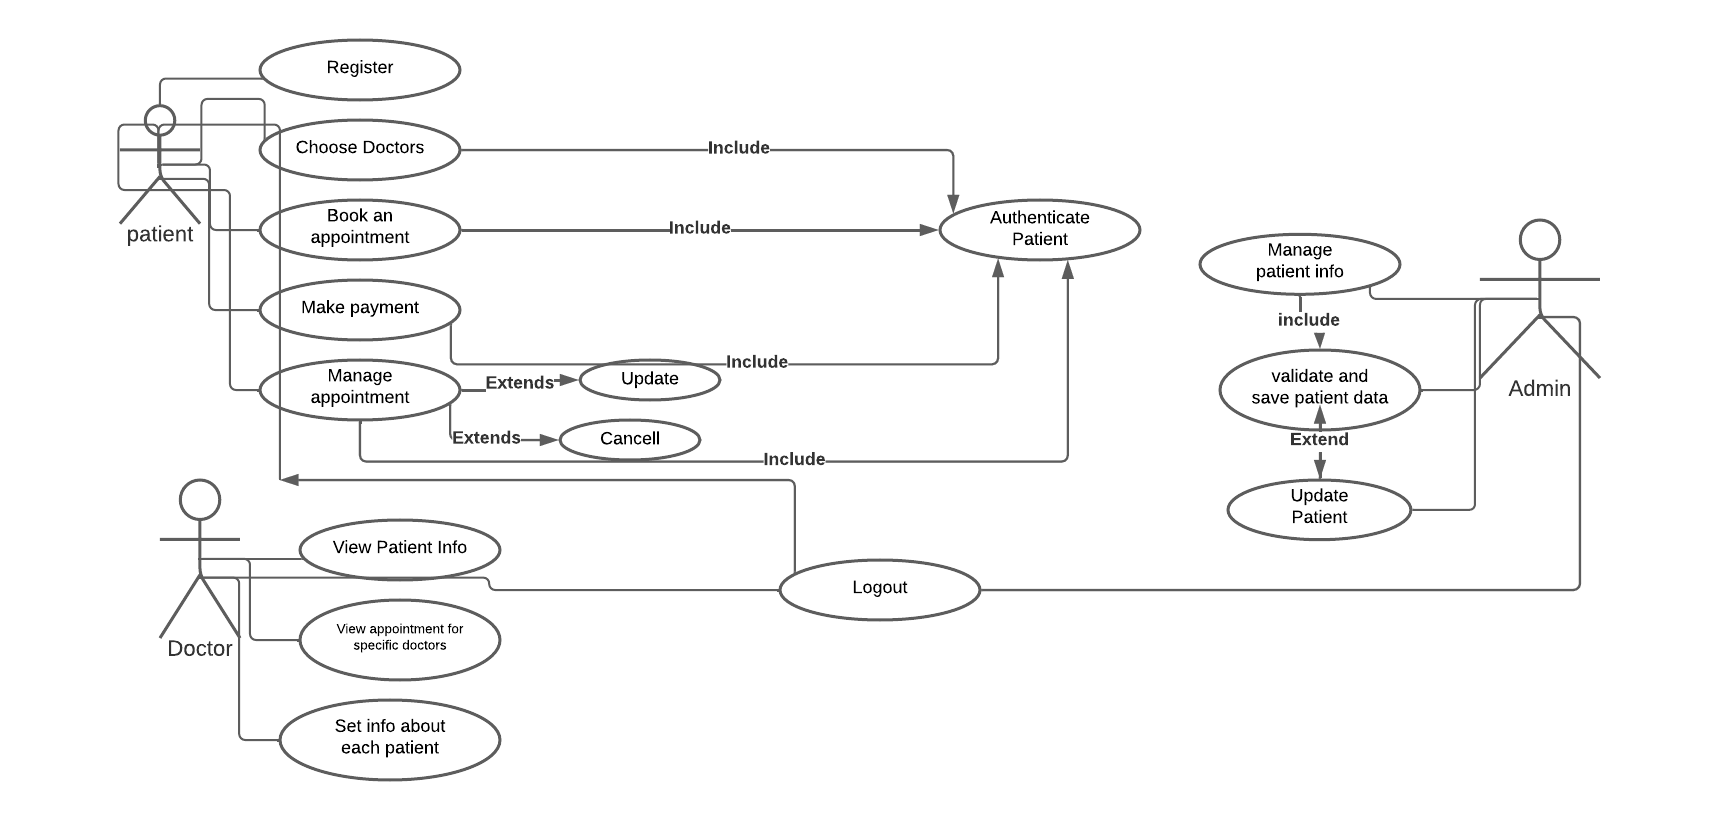 Register
Choose Doctors
Include
Book an
appointment
Include
Authenticate
Patient
patient
Manage
patient info
include
Make payment
Include
Manage
appointment
Extends
Update
validate and
save patient data
Admin
Extends
Cancell
Extend
Include
Update
Patient
View Patient Info
Logout
View appointment for
specific doctors
Doctor
Set info about
each patient